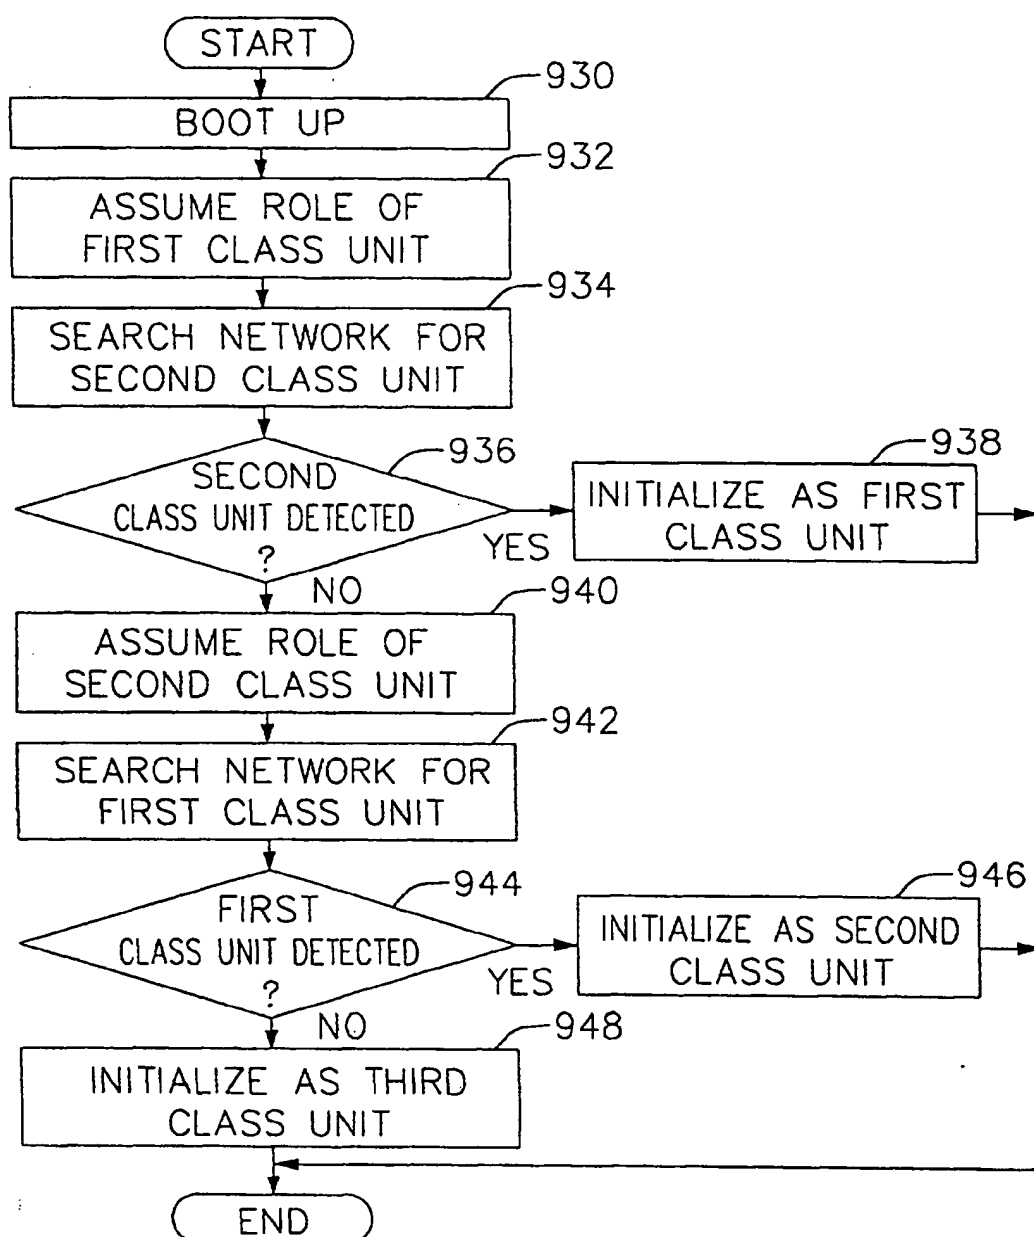 START
930
BOOT UP
932
ASSUME ROLE OF
FIRST CLASS UNIT
934
SEARCH NETWORK FOR
SECOND CLASS UNIT
936
SECOND
CLASS UNIT DETECTED
?
YES
NO
938
INITIALIZE AS FIRST
CLASS UNIT
940
ASSUME ROLE OF
SECOND CLASS UNIT
942
SEARCH NETWORK FOR
FIRST CLASS UNIT
944
FIRST
CLASS UNIT DETECTED
?
YES
NO
946
INITIALIZE AS SECOND
CLASS UNIT
948
INITIALIZE AS THIRD
CLASS UNIT
END